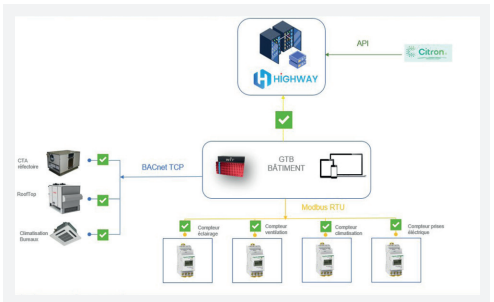 API
Citron
HIGHWAY
GTB
BÂTIMENT
BACnet TCP
CTA
réfectoire
RoofTop
Climatisation
Bureaux
Modbus RTU
Compteur
éclairage
Compteur
ventilation
Compteur
climatisation
Compteur prises
électrique